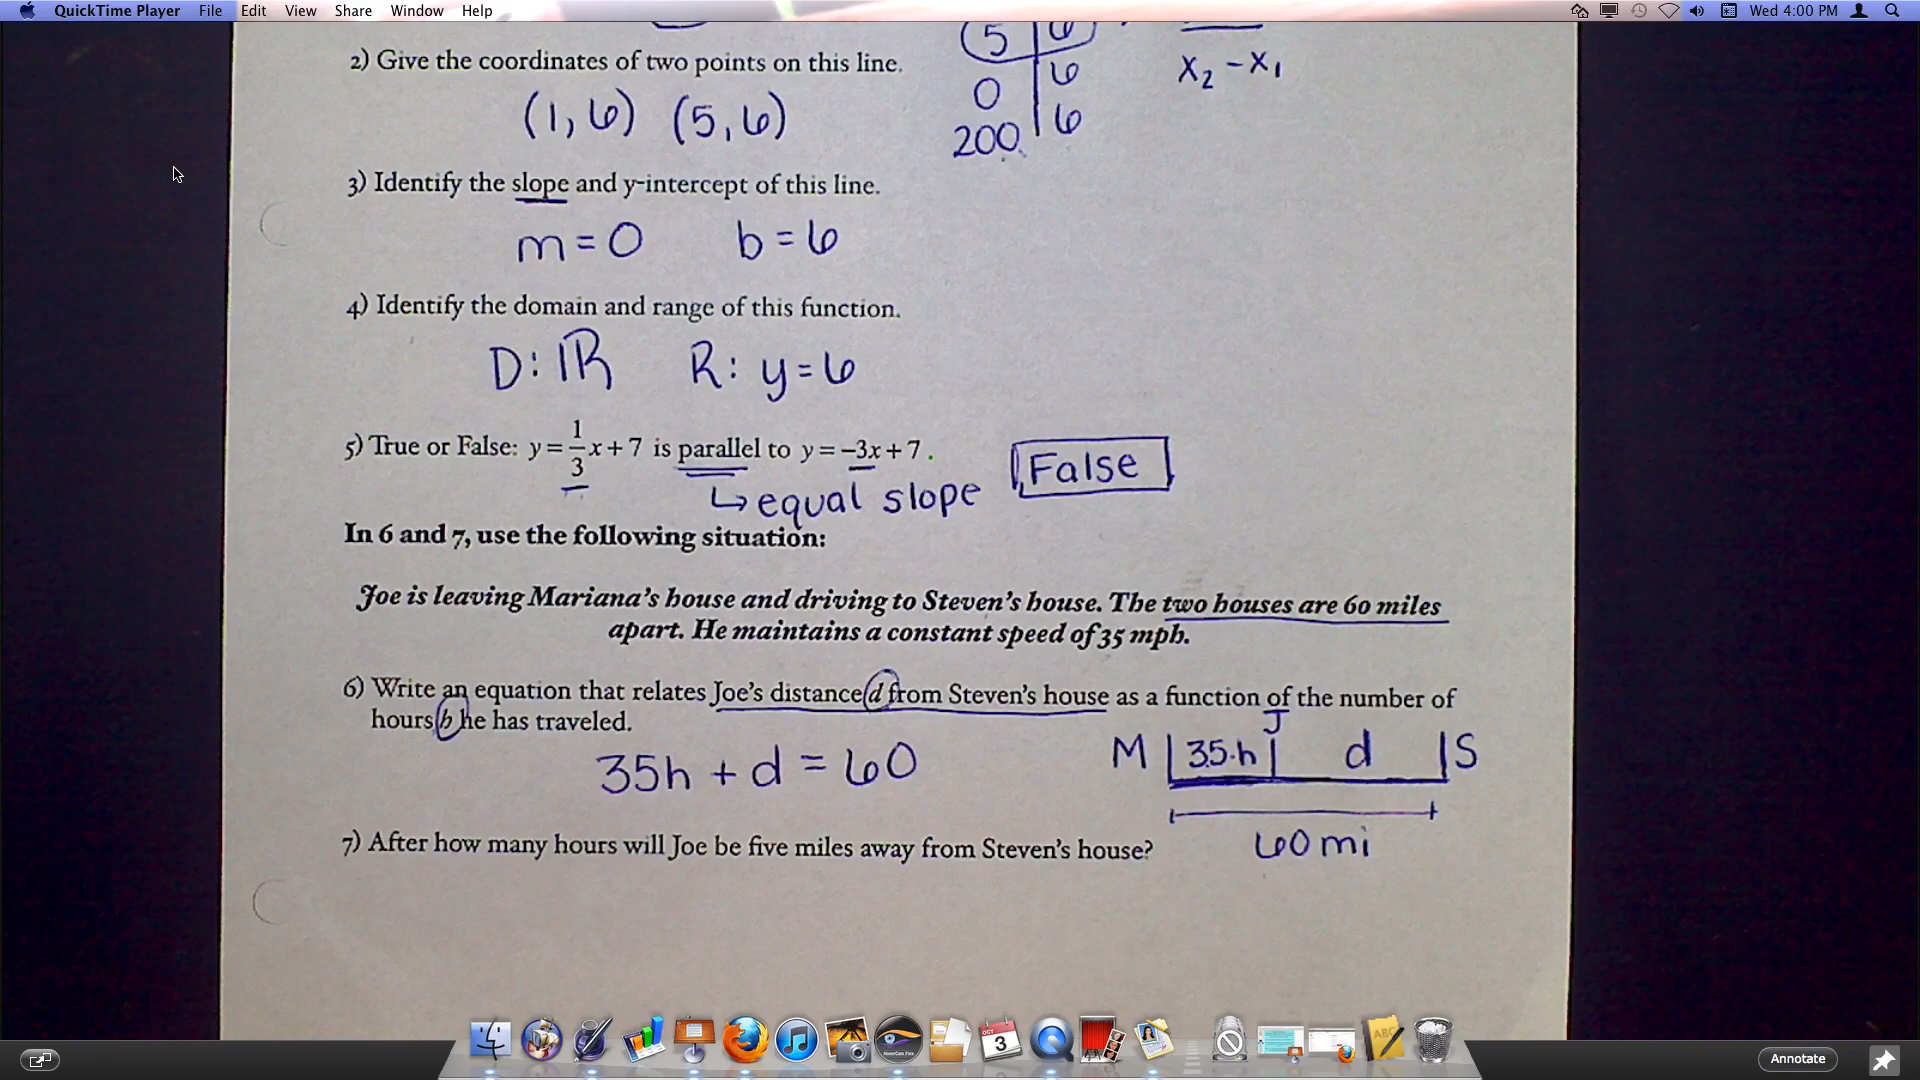 QuickTime Player File Edit View Share Window Help Wed 4:00 PM
5 | 6
2) Give the coordinates of two points on this line.
0 | 6
x₂ - x₁
(1, 6) (5, 6)
200 | 6
3) Identify the slope and y-intercept of this line.
m = 0 b = 6
4) Identify the domain and range of this function.
D: ℝ R: y = 6
5) True or False: y = 1/3 x + 7 is parallel to y = -3x + 7.
False
↳ equal slope
In 6 and 7, use the following situation:
Joe is leaving Mariana's house and driving to Steven's house. The two houses are 60 miles
apart. He maintains a constant speed of 35 mph.
6) Write an equation that relates Joe's distance d from Steven's house as a function of the number of
hours h he has traveled.
J
35h + d = 60
M 35·h d S
60 mi
7) After how many hours will Joe be five miles away from Steven's house?
OCT
3
ABC
Annotate